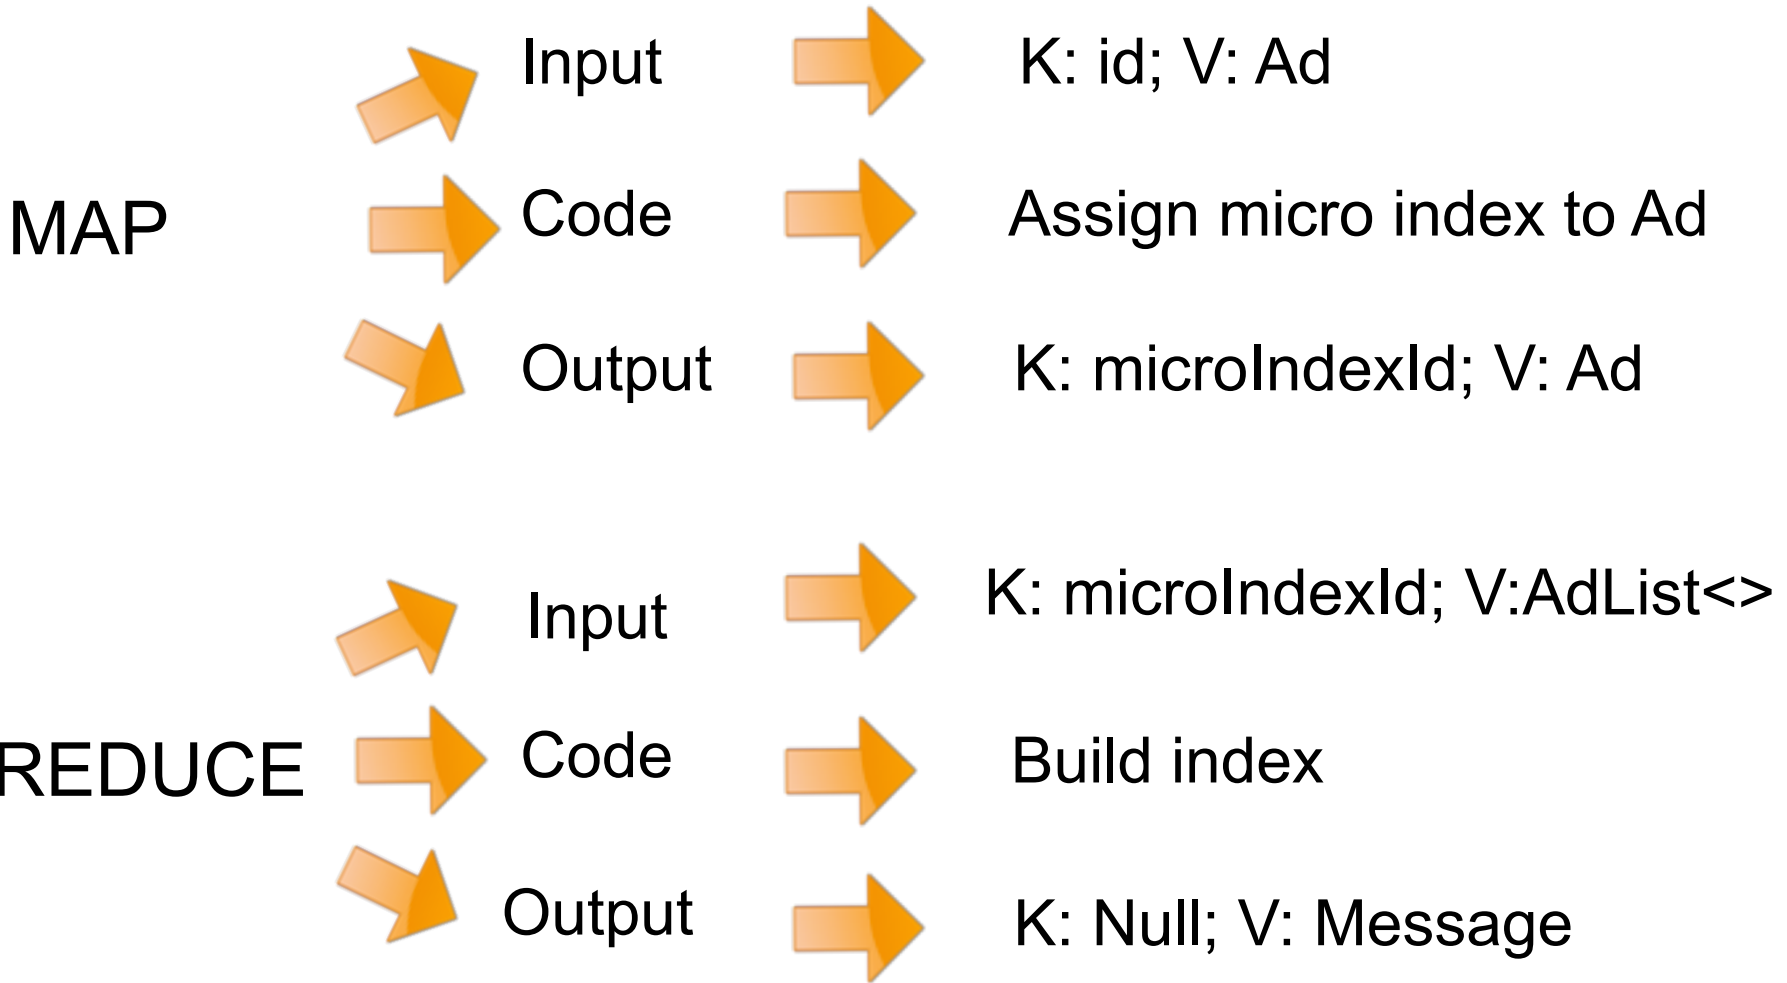 Input K: id; V: Ad
MAP Code Assign micro index to Ad
Output K: microIndexId; V: Ad
Input K: microIndexId; V:AdList<>
REDUCE Code Build index
Output K: Null; V: Message